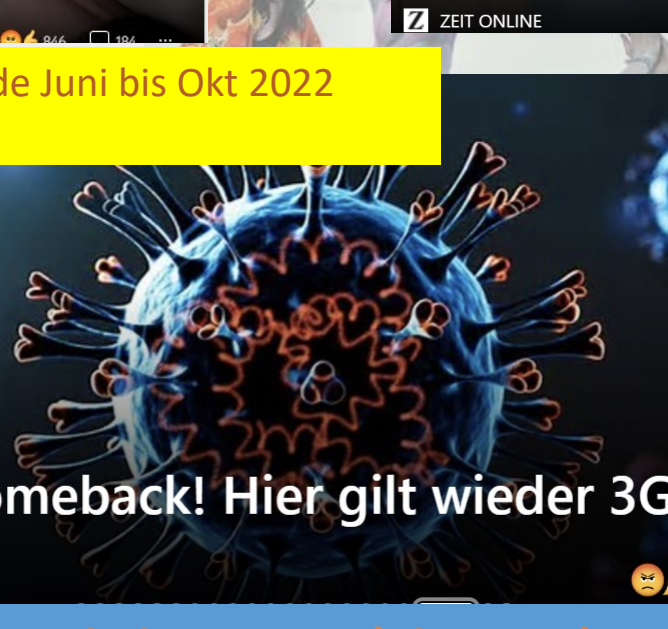 846 184 ...
Z ZEIT ONLINE
de Juni bis Okt 2022
omeback! Hier gilt wieder 3G